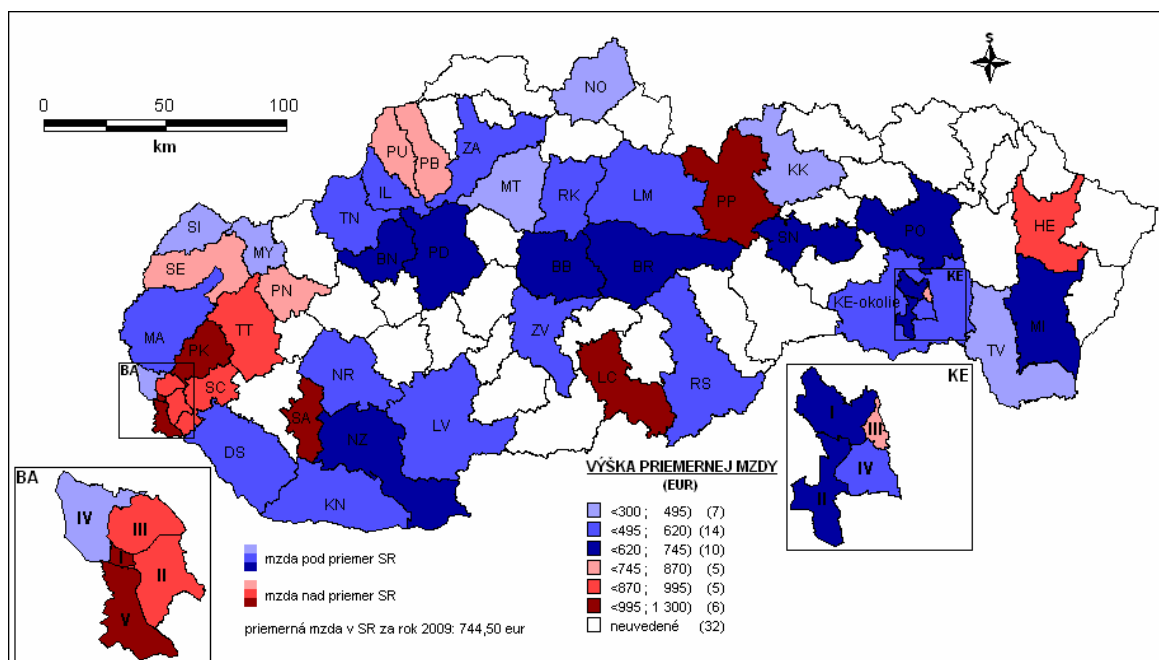 S
0 50 100
km
NO
PU
PB
ZA
MT
RK
LM
PP
KK
IL
TN
BN
PD
BB
BR
SN
PO
HE
SI
MY
SE
PN
MA
TT
PK
BA
SC
SA
NR
NZ
LV
ZV
LC
RS
KE-okolie
KE
TV
MI
DS
KN
BA
IV
III
I
II
V
KE
I
III
IV
II
VÝŠKA PRIEMERNEJ MZDY
(EUR)
<300 ; 495) (7)
<495 ; 620) (14)
<620 ; 745) (10)
<745 ; 870) (5)
<870 ; 995) (5)
<995 ; 1 300) (6)
neuvedené (32)
mzda pod priemer SR
mzda nad priemer SR
priemerná mzda v SR za rok 2009: 744,50 eur